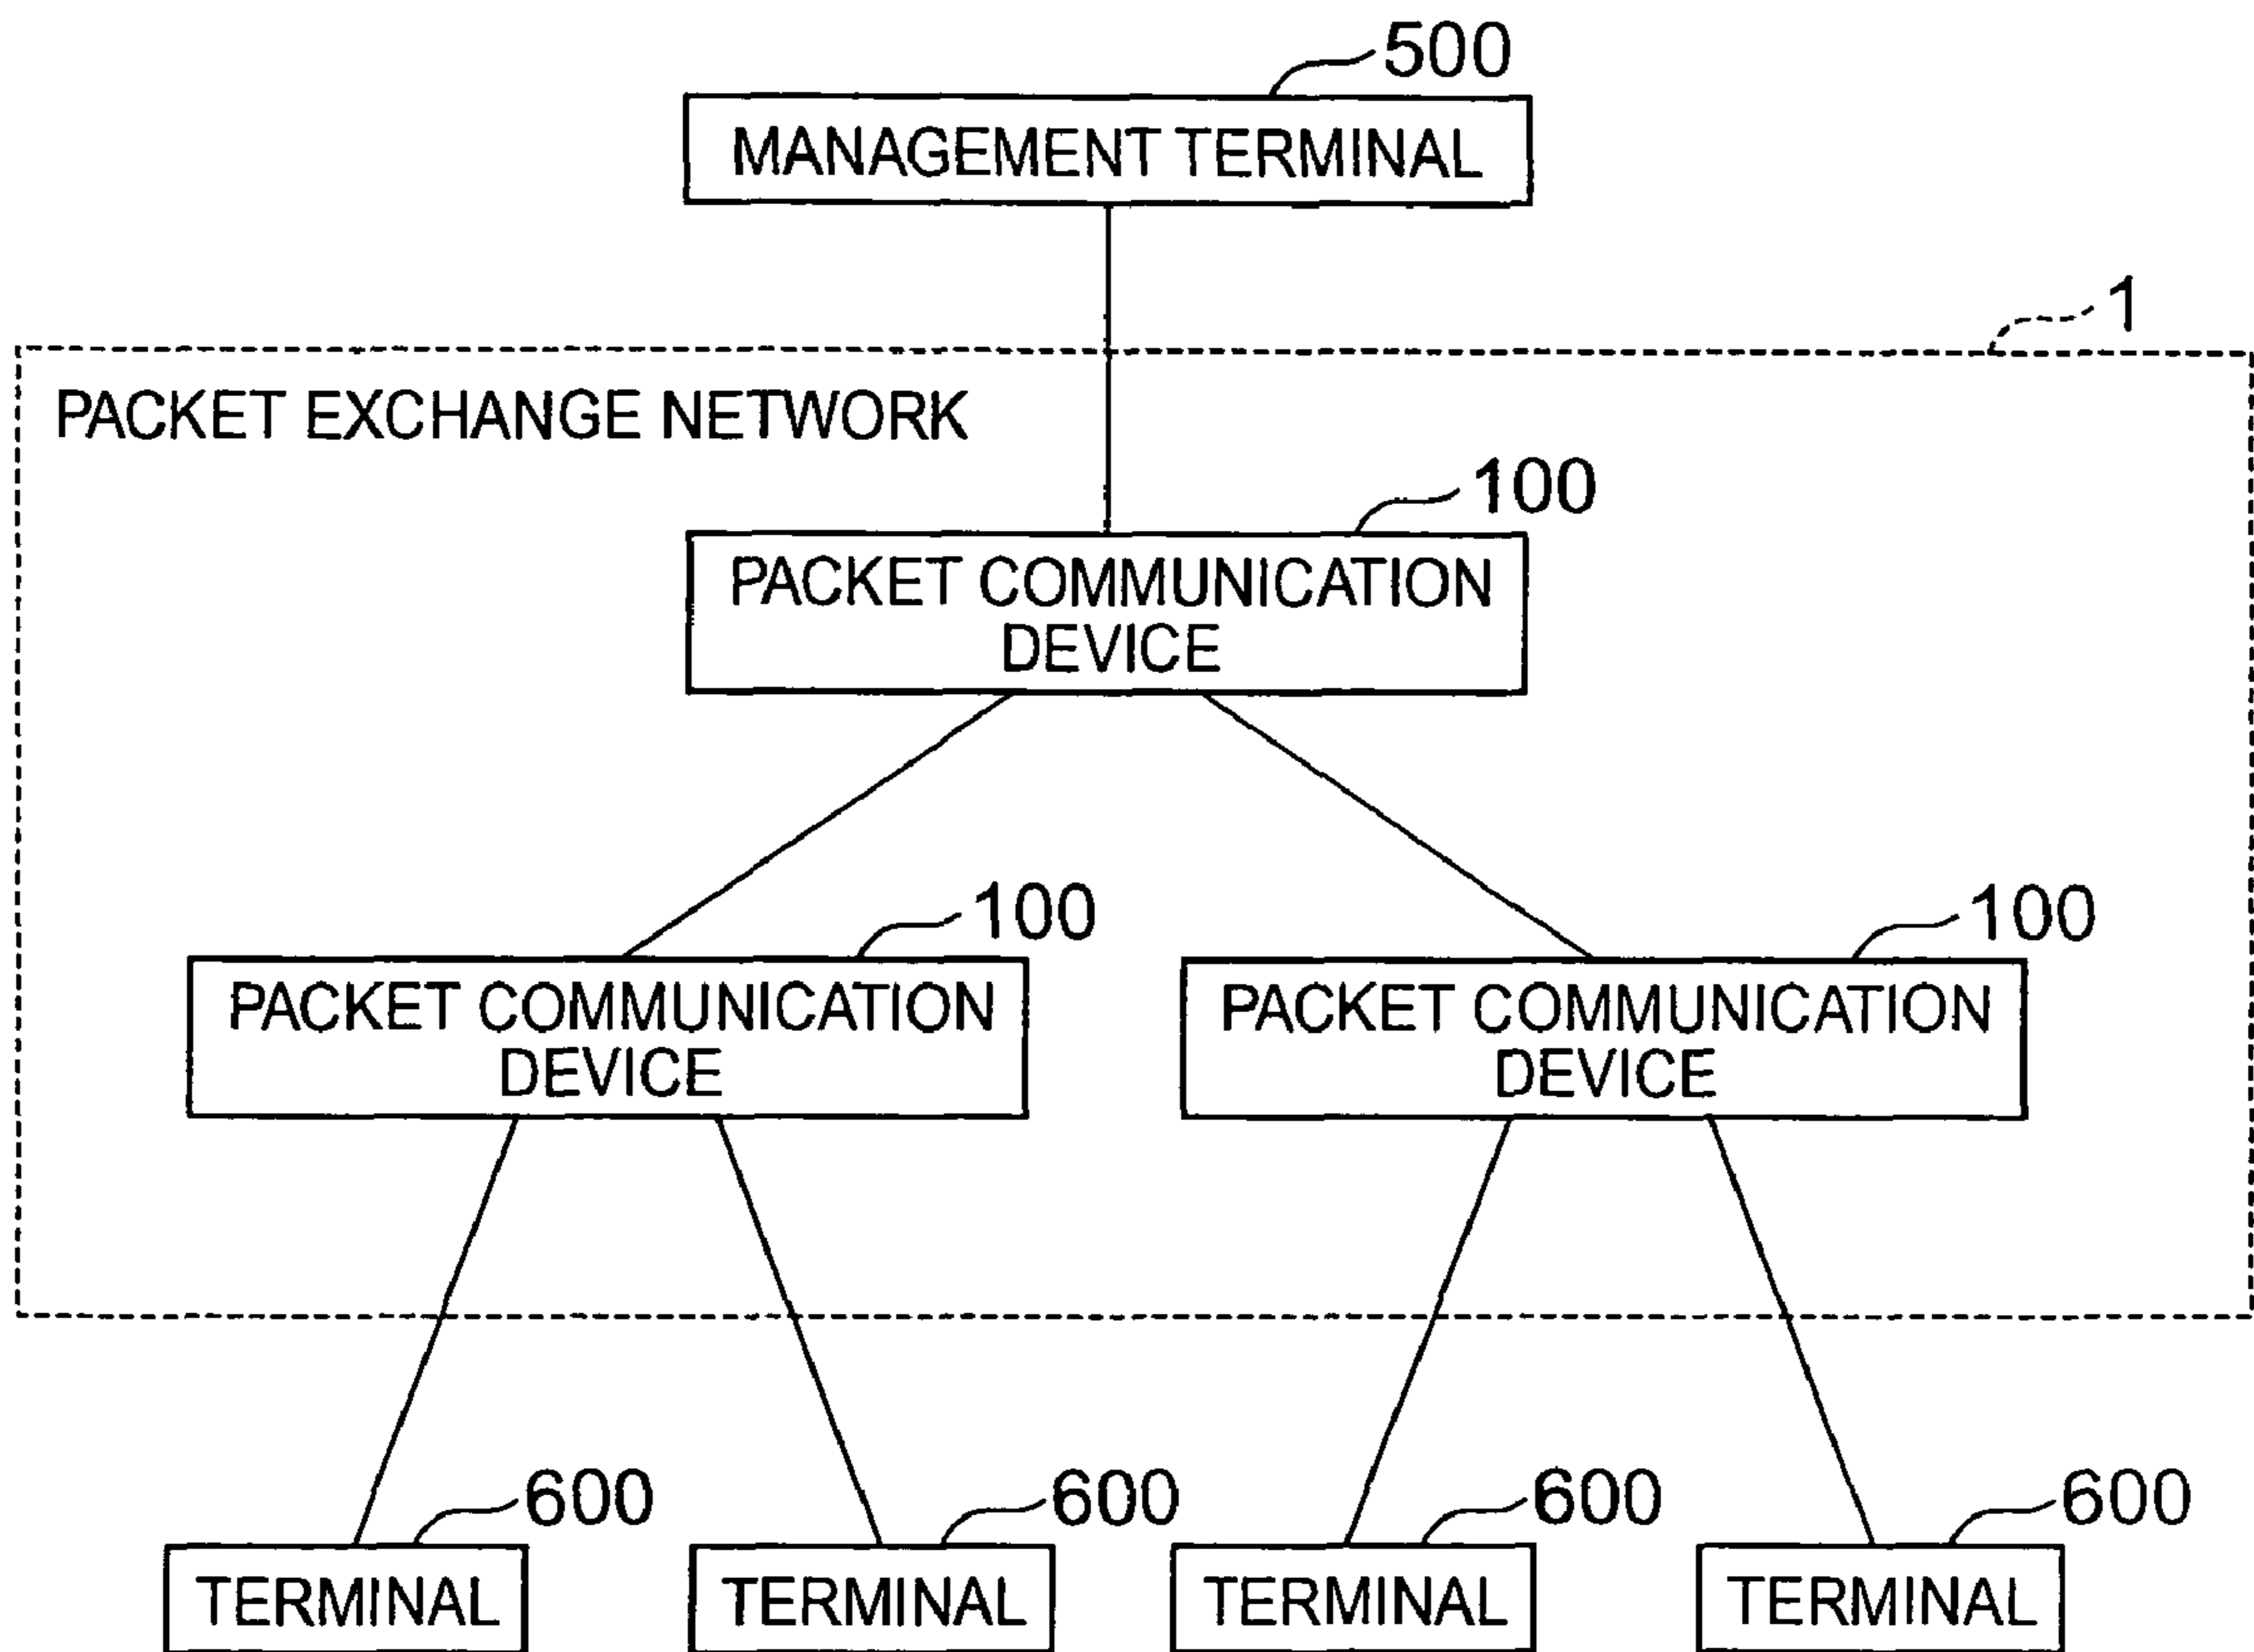 500
MANAGEMENT TERMINAL
1
PACKET EXCHANGE NETWORK
100
PACKET COMMUNICATION
DEVICE
100
100
PACKET COMMUNICATION
DEVICE
PACKET COMMUNICATION
DEVICE
600
600
600
600
TERMINAL
TERMINAL
TERMINAL
TERMINAL